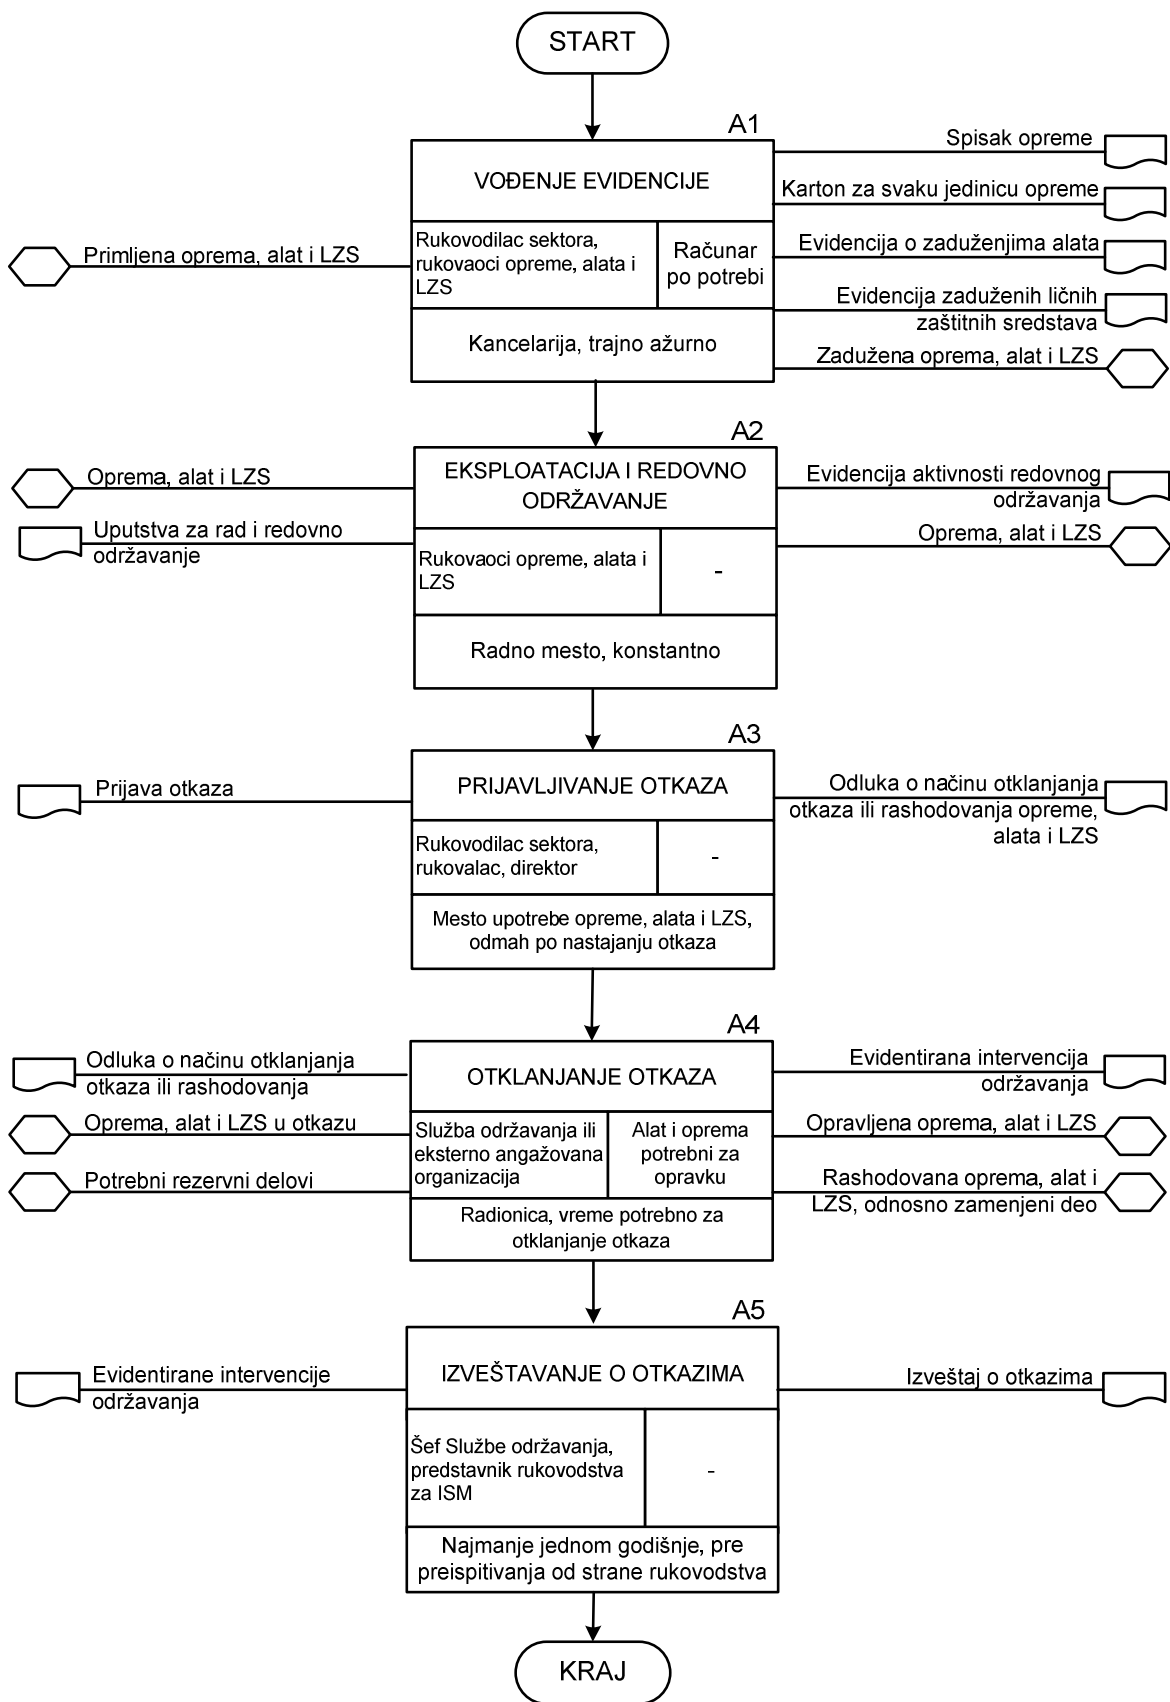 START
A1
VOĐENJE EVIDENCIJE
Rukovodilac sektora,
rukovaoci opreme, alata i
LZS
Računar
po potrebi
Kancelarija, trajno ažurno
Primljena oprema, alat i LZS
Spisak opreme
Karton za svaku jedinicu opreme
Evidencija o zaduženjima alata
Evidencija zaduženih ličnih
zaštitnih sredstava
Zadužena oprema, alat i LZS
A2
EKSPLOATACIJA I REDOVNO
ODRŽAVANJE
Rukovaoci opreme, alata i
LZS
-
Radno mesto, konstantno
Oprema, alat i LZS
Uputstva za rad i redovno
održavanje
Evidencija aktivnosti redovnog
održavanja
Oprema, alat i LZS
A3
PRIJAVLJIVANJE OTKAZA
Rukovodilac sektora,
rukovalac, direktor
-
Mesto upotrebe opreme, alata i LZS,
odmah po nastajanju otkaza
Prijava otkaza
Odluka o načinu otklanjanja
otkaza ili rashodovanja opreme,
alata i LZS
A4
OTKLANJANJE OTKAZA
Služba održavanja ili
eksterno angažovana
organizacija
Alat i oprema
potrebni za
opravku
Radionica, vreme potrebno za
otklanjanje otkaza
Odluka o načinu otklanjanja
otkaza ili rashodovanja
Oprema, alat i LZS u otkazu
Potrebni rezervni delovi
Evidentirana intervencija
održavanja
Opravljena oprema, alat i LZS
Rashodovana oprema, alat i
LZS, odnosno zamenjeni deo
A5
IZVEŠTAVANJE O OTKAZIMA
Šef Službe održavanja,
predstavnik rukovodstva
za ISM
-
Najmanje jednom godišnje, pre
preispitivanja od strane rukovodstva
Evidentirane intervencije
održavanja
Izveštaj o otkazima
KRAJ